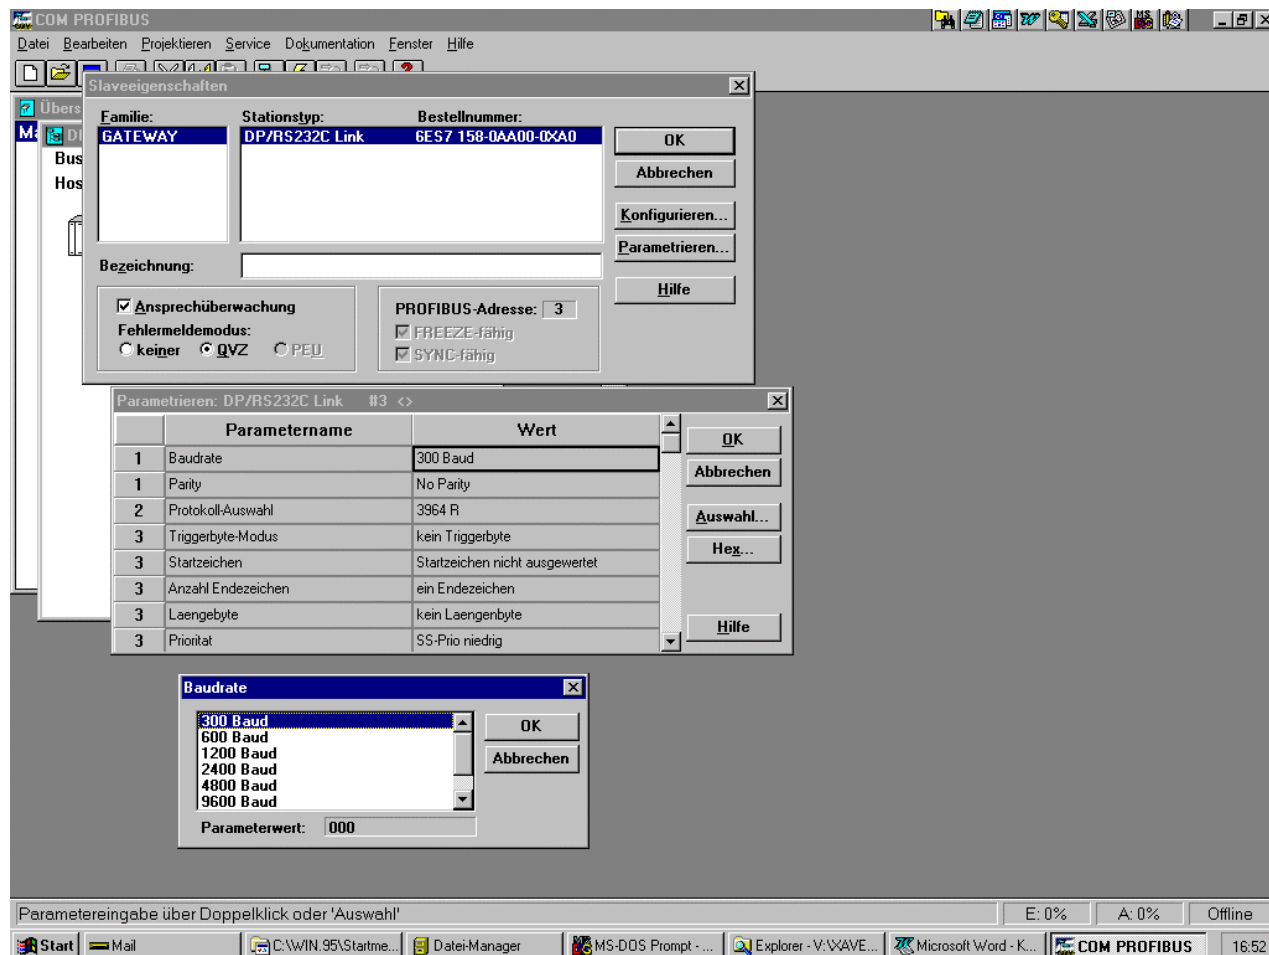 COM PROFIBUS
Datei Bearbeiten Projektieren Service Dokumentation Fenster Hilfe
Slaveeigenschaften
Übers
Familie: Stationstyp: Bestellnummer:
GATEWAY DP/RS232C Link 6ES7 158-0AA00-0XA0
OK
Bus
Abbrechen
Hos
Konfigurieren...
Parametrieren...
Bezeichnung:
Hilfe
Ansprechüberwachung
PROFIBUS-Adresse: 3
Fehlermeldemodus:
FREEZE-fähig
keiner QVZ PEU
SYNC-fähig
Parametrieren: DP/RS232C Link #3 <>
Parametername Wert
OK
1 Baudrate 300 Baud
Abbrechen
1 Parity No Parity
2 Protokoll-Auswahl 3964 R
Auswahl...
3 Triggerbyte-Modus kein Triggerbyte
Hex...
3 Startzeichen Startzeichen nicht ausgewertet
3 Anzahl Endezeichen ein Endezeichen
3 Laengebyte kein Laengenbyte
Hilfe
3 Prioritat SS-Prio niedrig
Baudrate
300 Baud
OK
600 Baud
1200 Baud
Abbrechen
2400 Baud
4800 Baud
9600 Baud
Parameterwert: 000
Parametereingabe über Doppelklick oder 'Auswahl' E: 0% A: 0% Offline
Start Mail C:\WIN.95\Startme... Datei-Manager MS-DOS Prompt - ... Explorer - V:\XAVE... Microsoft Word - K... COM PROFIBUS 16:52